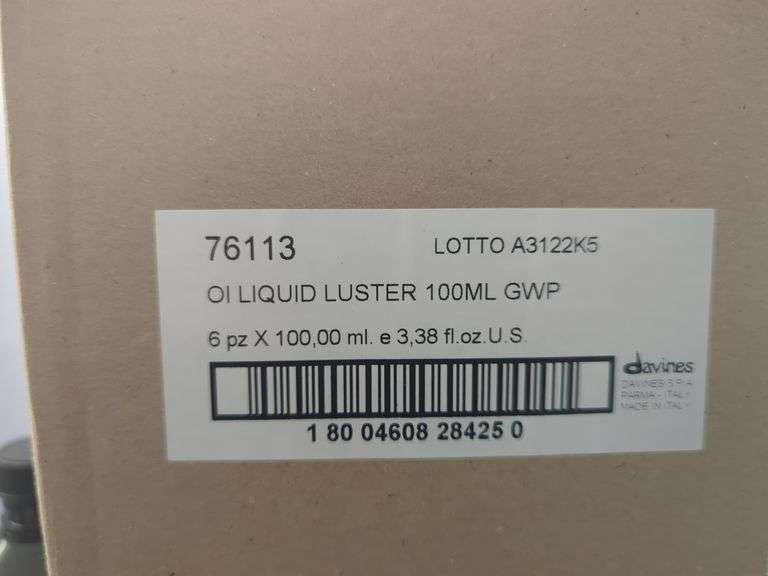 76113 LOTTO A3122K5
OI LIQUID LUSTER 100ML GWP
6 pz X 100,00 ml. e 3,38 fl.oz.U.S.
davines
DAVINES S.P.A
PARMA - ITALY
MADE IN ITALY
1 80 04608 28425 0